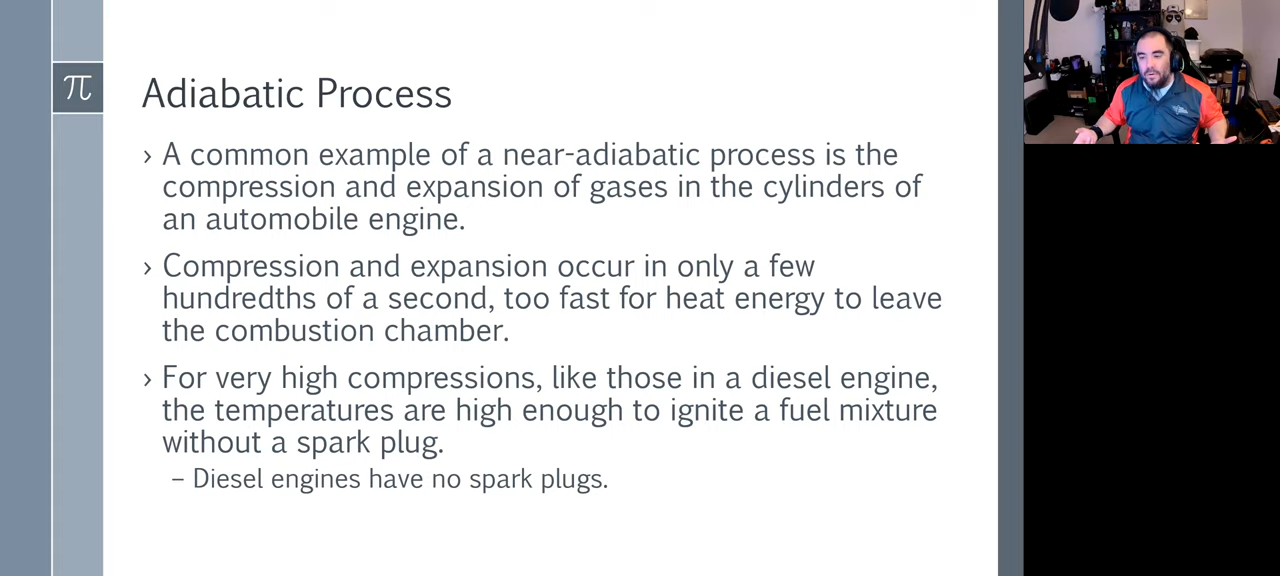 π
Adiabatic Process
› A common example of a near-adiabatic process is the
compression and expansion of gases in the cylinders of
an automobile engine.
› Compression and expansion occur in only a few
hundredths of a second, too fast for heat energy to leave
the combustion chamber.
› For very high compressions, like those in a diesel engine,
the temperatures are high enough to ignite a fuel mixture
without a spark plug.
– Diesel engines have no spark plugs.